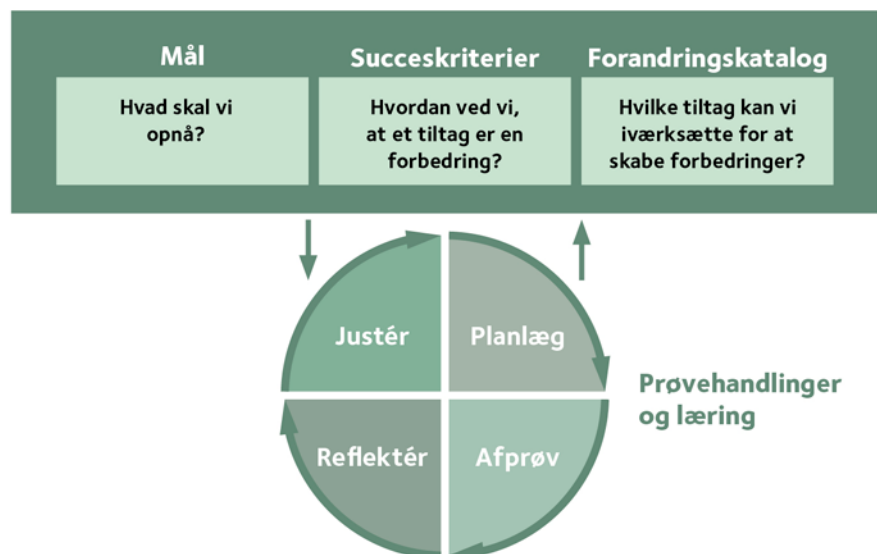 Mål
Hvad skal vi
opnå?
Succeskriterier
Hvordan ved vi,
at et tiltag er en
forbedring?
Forandringskatalog
Hvilke tiltag kan vi
iværksætte for at
skabe forbedringer?
Justér
Planlæg
Reflektér
Afprøv
Prøvehandlinger
og læring